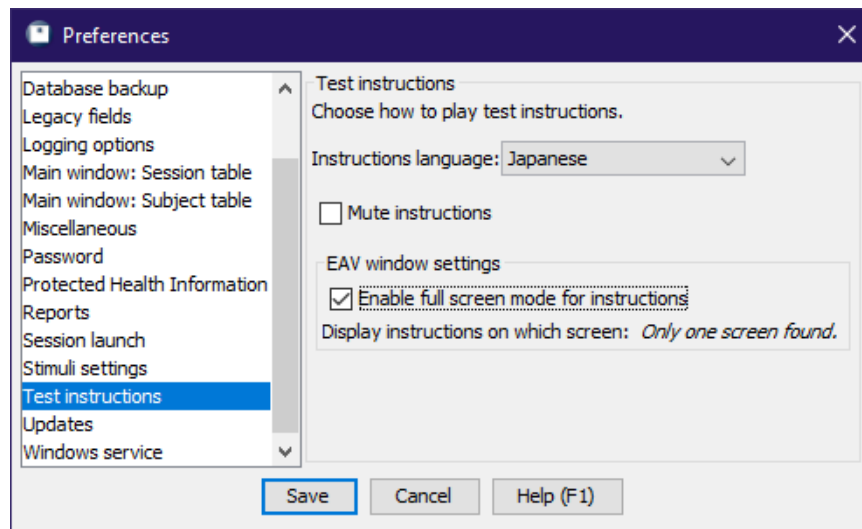 Preferences
Database backup
Legacy fields
Logging options
Main window: Session table
Main window: Subject table
Miscellaneous
Password
Protected Health Information
Reports
Session launch
Stimuli settings
Test instructions
Updates
Windows service
Test instructions
Choose how to play test instructions.
Instructions language: Japanese
Mute instructions
EAV window settings
Enable full screen mode for instructions
Display instructions on which screen: Only one screen found.
Save Cancel Help (F1)